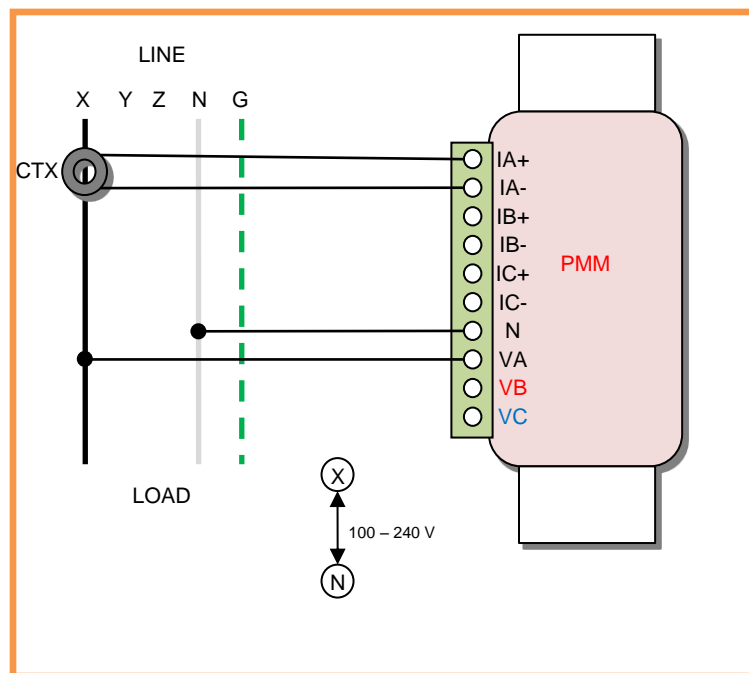 LINE
X Y Z N G
CTX
IA+
IA-
IB+
IB-
IC+
IC-
N
VA
VB
VC
PMM
LOAD
X
100 – 240 V
N